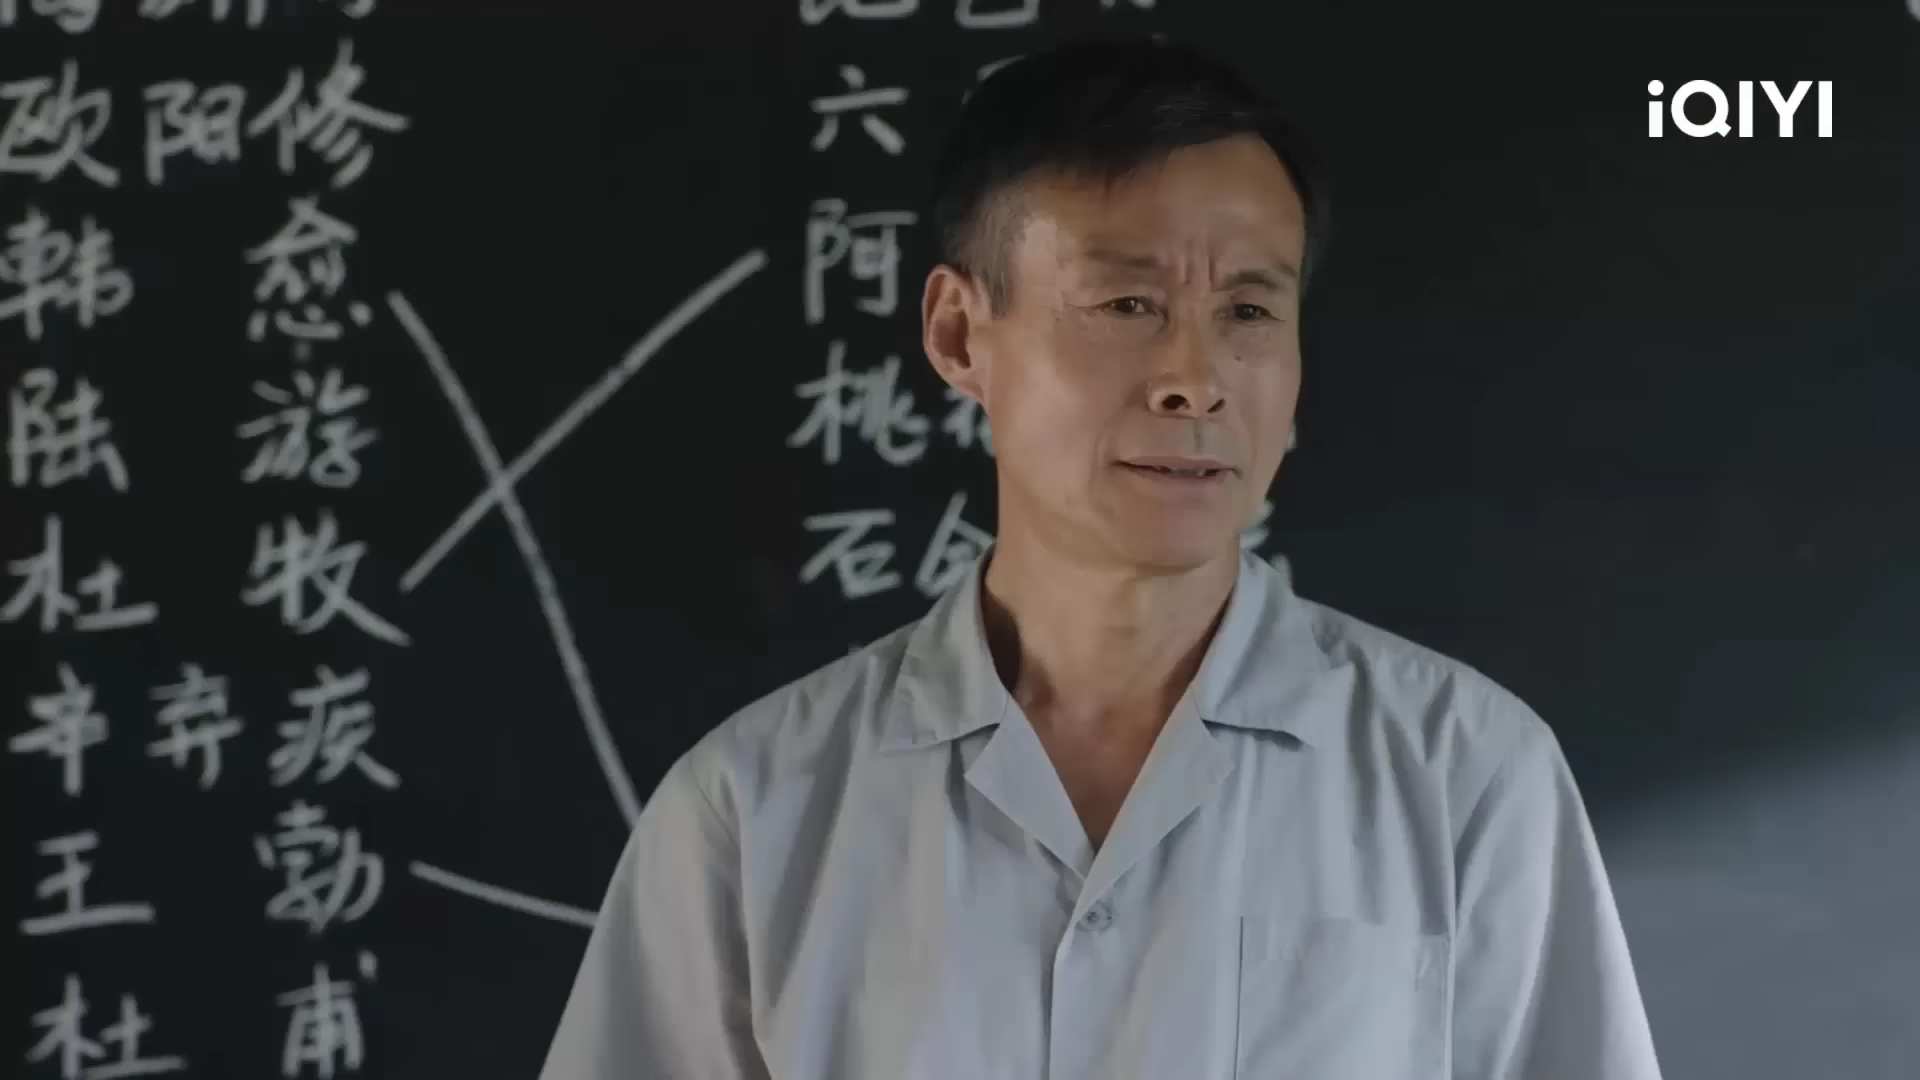 iQIYI
欧阳修 六
韩 愈 阿
陆 游 桃
杜 牧 石
辛弃疾
王 勃
杜 甫